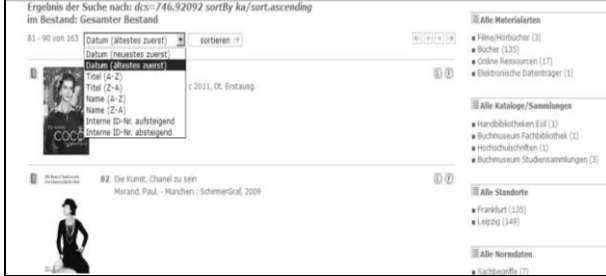 Ergebnis der Suche nach: dcs=746.92092 sortBy ka/sort.ascending
im Bestand: Gesamter Bestand
81 - 90 von 163
Datum (ältestes zuerst)
sortieren
Datum (neuestes zuerst)
Datum (ältestes zuerst)
Titel (A-Z)
Titel (Z-A)
Name (A-Z)
Name (Z-A)
Interne ID-Nr. aufsteigend
Interne ID-Nr. absteigend
c 2011, Dt. Erstausg.
COCO
82 Die Kunst, Chanel zu sein
Morand, Paul. - München : SchirmerGraf, 2009
Alle Materialarten
Filme/Hörbücher (3)
Bücher (135)
Online Ressourcen (17)
Elektronische Datenträger (1)
Alle Kataloge/Sammlungen
Handbibliotheken Exil (1)
Buchmuseum Fachbibliothek (1)
Hochschulschriften (1)
Buchmuseum Studiensammlungen (3)
Alle Standorte
Frankfurt (135)
Leipzig (149)
Alle Normdaten
Sachbegriffe (7)